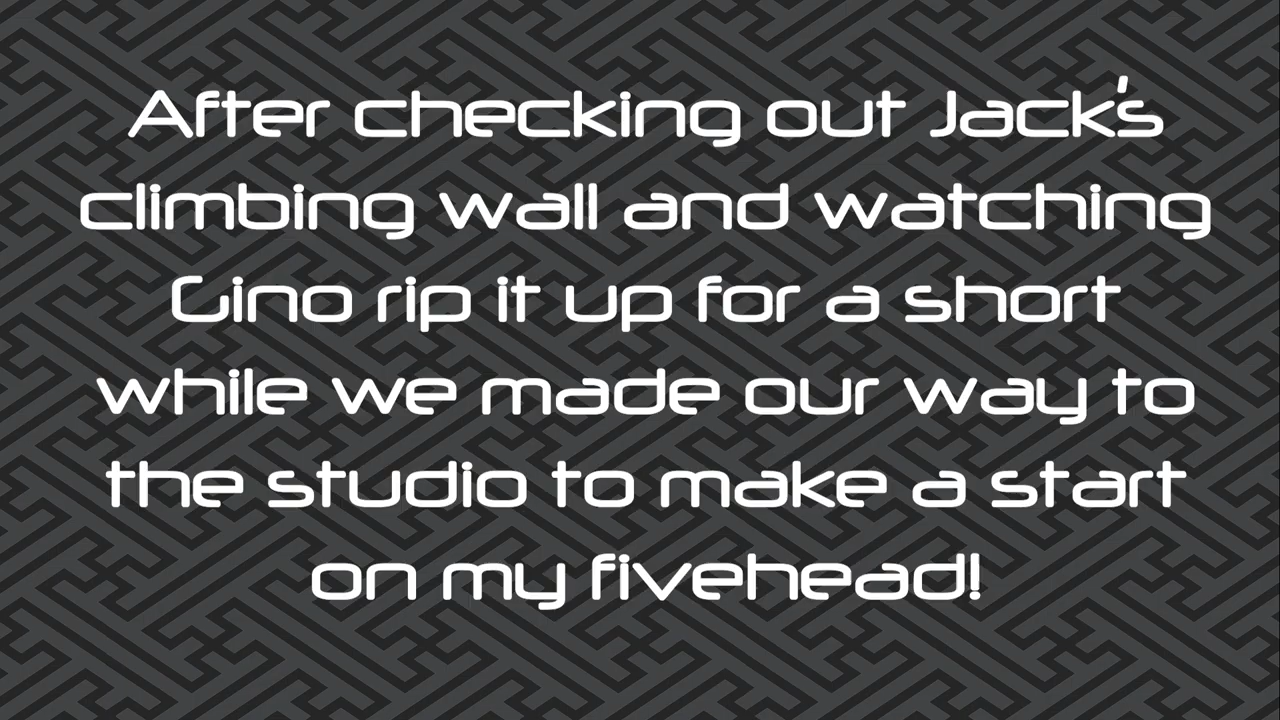 After checking out Jack's
climbing wall and watching
Gino rip it up for a short
while we made our way to
the studio to make a start
on my fivehead!